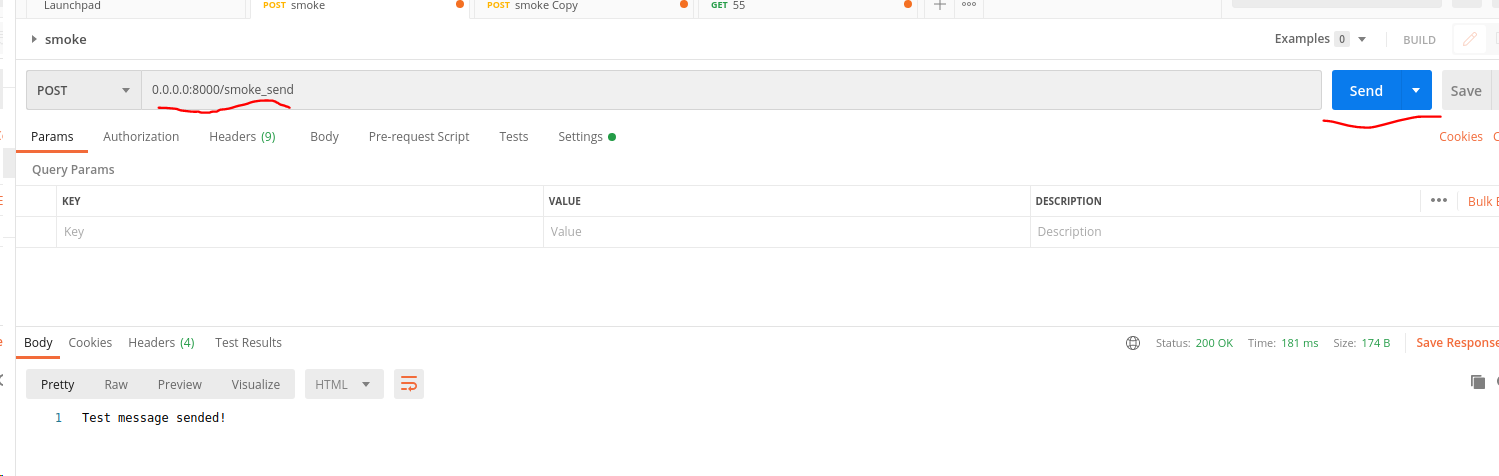 Launchpad POST smoke POST smoke Copy GET 55
smoke Examples 0 BUILD
POST 0.0.0.0:8000/smoke_send Send Save
Params Authorization Headers (9) Body Pre-request Script Tests Settings Cookies
Query Params
KEY VALUE DESCRIPTION Bulk
Key Value Description
Body Cookies Headers (4) Test Results Status: 200 OK Time: 181 ms Size: 174 B Save Response
Pretty Raw Preview Visualize HTML
1 Test message sended!